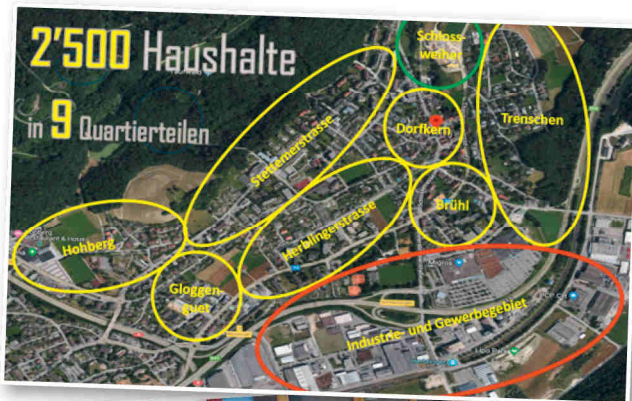 2'500 Haushalte
in 9 Quartierteilen
Schloss-
weiher
Dorfkern
Trenschen
Stettemerstrasse
Herblingerstrasse
Brühl
Hohberg
Gloggen
guet
Industrie- und Gewerbegebiet